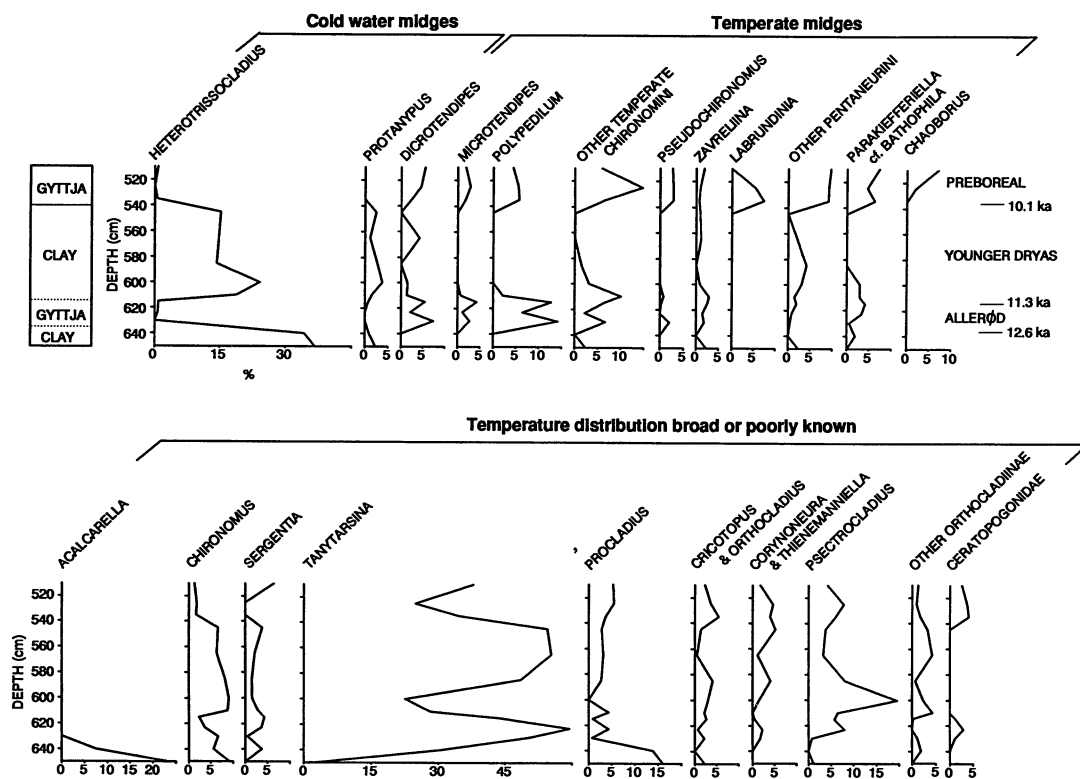 Cold water midges
Temperate midges
HETEROTRISSOCLADIUS
PROTANYPUS
DICROTENDIPES
MICROTENDIPES
POLYPEDILUM
OTHER TEMPERATE
CHIRONOMINI
PSEUDOCHIRONOMUS
ZAVRELIINA
LABRUNDINIA
OTHER PENTANEURINI
PARAKIEFFERIELLA
cf. BATHOPHILA
CHAOBORUS
GYTTJA
CLAY
GYTTJA
CLAY
DEPTH (cm)
520
540
560
580
600
620
640
PREBOREAL
10.1 ka
YOUNGER DRYAS
11.3 ka
ALLERØD
12.6 ka
0 30 0 5 0 5 0 5 0 5 10 0 5 10 15 0 5 0 5 0 5 0 5 0 5 0 5 10
%
Temperature distribution broad or poorly known
ACALCARELLA
CHIRONOMUS
SERGENTIA
TANYTARSINA
PROCLADIUS
CRICOTOPUS
& ORTHOCLADIUS
CORYNONEURA
& THIENEMANNIELLA
PSECTROCLADIUS
OTHER ORTHOCLADIINAE
CERATOPOGONIDAE
DEPTH (cm)
520
540
560
580
600
620
640
0 5 10 15 20 0 5 0 5 0 15 30 45 0 5 10 15 0 5 0 5 0 5 10 15 0 5 0 5